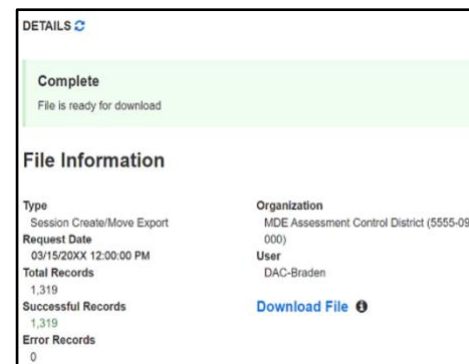 DETAILS
Complete
File is ready for download
File Information
Type
Session Create/Move Export
Request Date
03/15/20XX 12:00:00 PM
Total Records
1,319
Successful Records
1,319
Error Records
0
Organization
MDE Assessment Control District (5555-09
000)
User
DAC-Braden
Download File